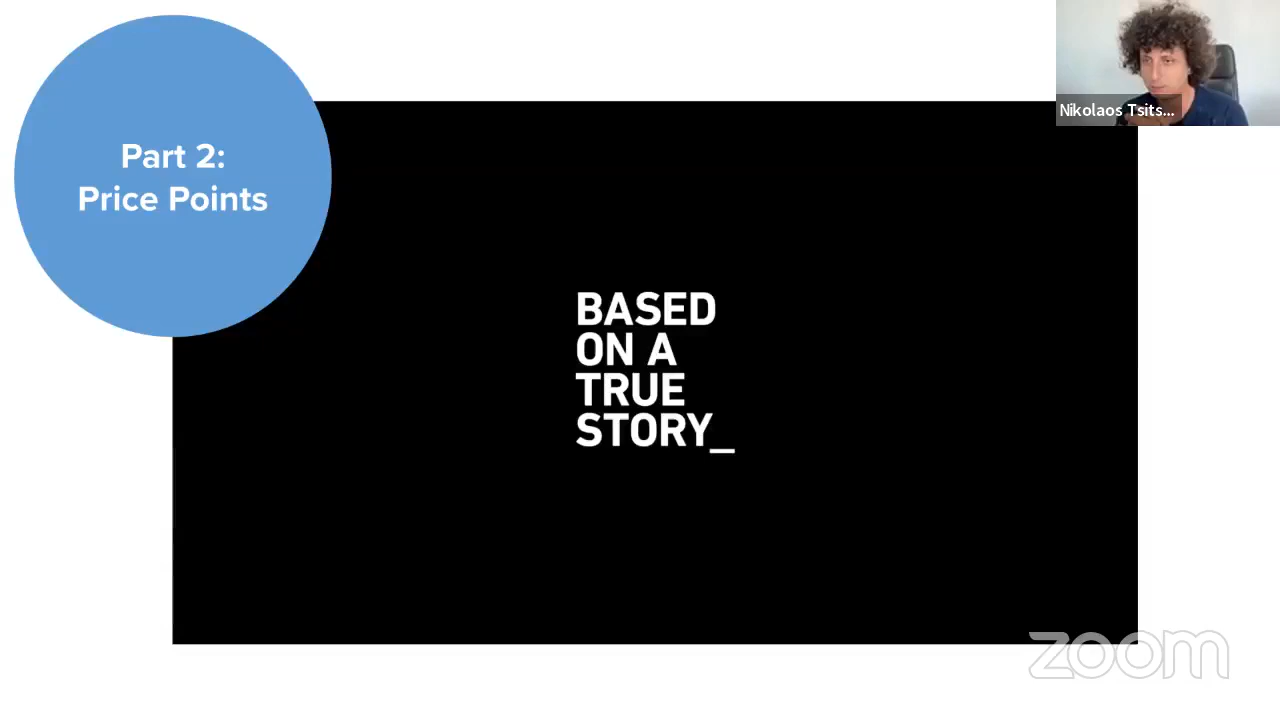 Part 2:
Price Points
Nikolaos Tsits...
BASED
ON A
TRUE
STORY_
zoom